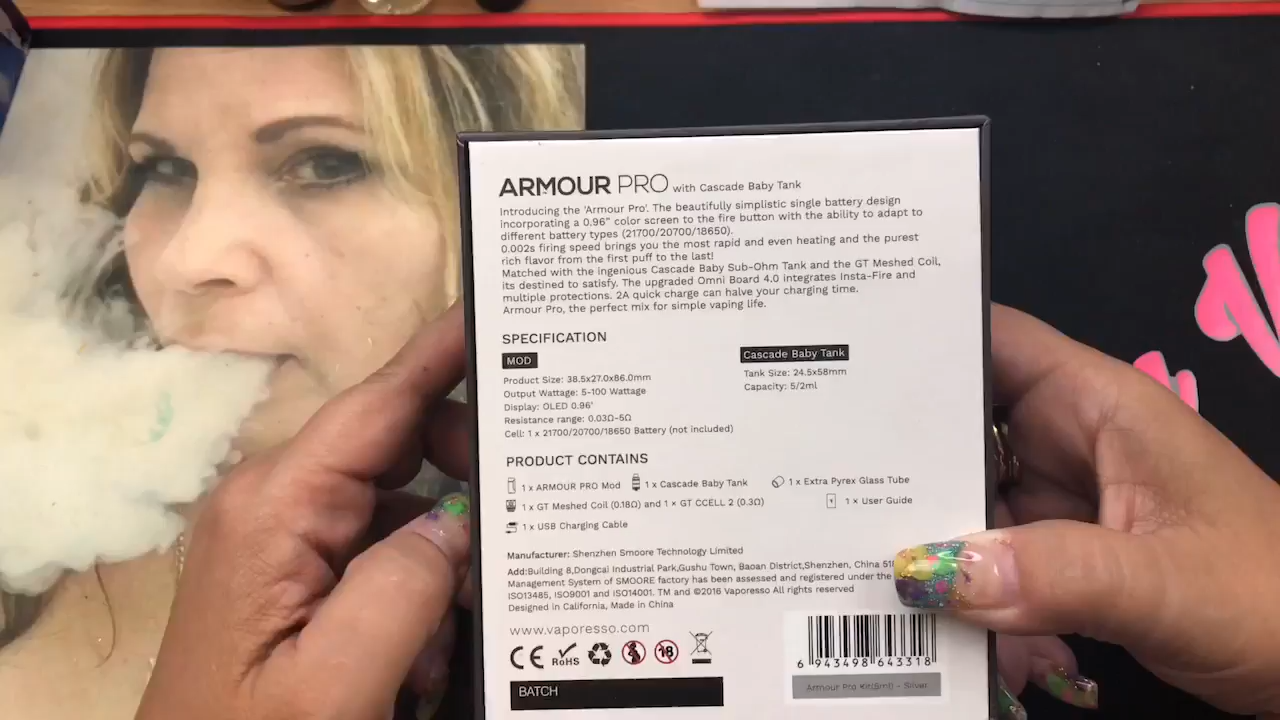 ARMOUR PRO with Cascade Baby Tank
Introducing the 'Armour Pro'. The beautifully simplistic single battery design
incorporating a 0.96" color screen to the fire button with the ability to adapt to
different battery types (21700/20700/18650).
0.002s firing speed brings you the most rapid and even heating and the purest
rich flavor from the first puff to the last!
Matched with the ingenious Cascade Baby Sub-Ohm Tank and the GT Meshed Coil,
its destined to satisfy. The upgraded Omni Board 4.0 integrates Insta-Fire and
multiple protections. 2A quick charge can halve your charging time.
Armour Pro, the perfect mix for simple vaping life.
SPECIFICATION
MOD
Product Size: 38.5x27.0x86.0mm
Output Wattage: 5-100 Wattage
Display: OLED 0.96'
Resistance range: 0.03Ω-5Ω
Cell: 1 x 21700/20700/18650 Battery (not included)
Cascade Baby Tank
Tank Size: 24.5x58mm
Capacity: 5/2ml
PRODUCT CONTAINS
1 x ARMOUR PRO Mod 1 x Cascade Baby Tank 1 x Extra Pyrex Glass Tube
1 x GT Meshed Coil (0.18Ω) and 1 x GT CCELL 2 (0.3Ω) 1 x User Guide
1 x USB Charging Cable
Manufacturer: Shenzhen Smoore Technology Limited
Add:Building 8,Dongcai Industrial Park,Gushu Town, Baoan District,Shenzhen, China
Management System of SMOORE factory has been assessed and registered under the
ISO13485, ISO9001 and ISO14001. TM and ©2016 Vaporesso All rights reserved
Designed in California, Made in China
www.vaporesso.com
CE RoHS 18
BATCH
6 943498 643318
Armour Pro Kit(5ml) - Silver